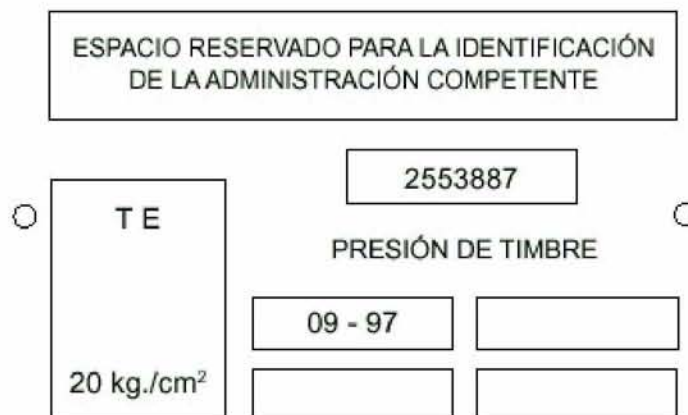 ESPACIO RESERVADO PARA LA IDENTIFICACIÓN
DE LA ADMINISTRACIÓN COMPETENTE
2553887
T E
PRESIÓN DE TIMBRE
09 - 97
20 kg./cm²